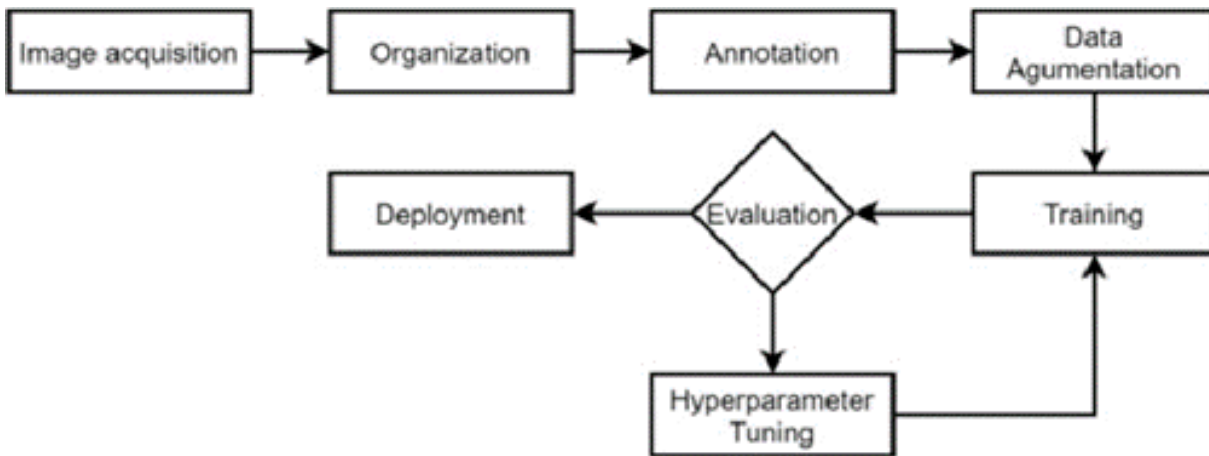 Image acquisition
Organization
Annotation
Data
Agumentation
Deployment
Evaluation
Training
Hyperparameter
Tuning